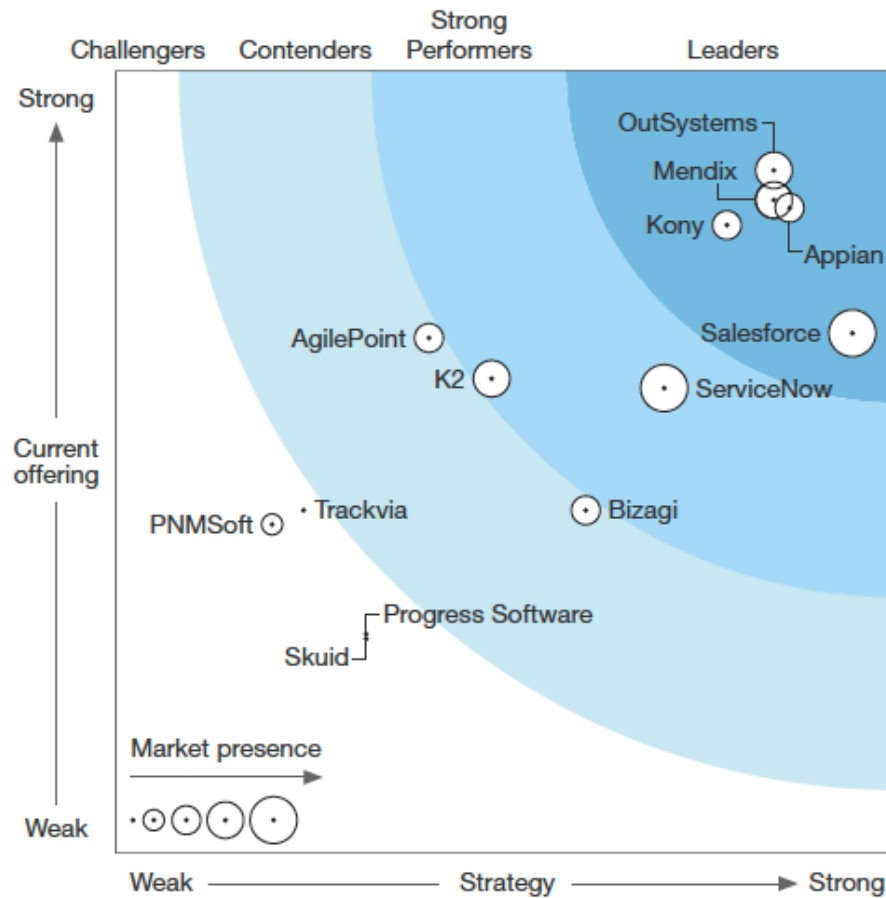 Challengers
Contenders
Strong
Performers
Leaders
Strong
OutSystems
Mendix
Kony
Appian
AgilePoint
Salesforce
K2
ServiceNow
Current
offering
PNMSoft
Trackvia
Bizagi
Progress Software
Skuid
Market presence
Weak
Weak
Strategy
Strong